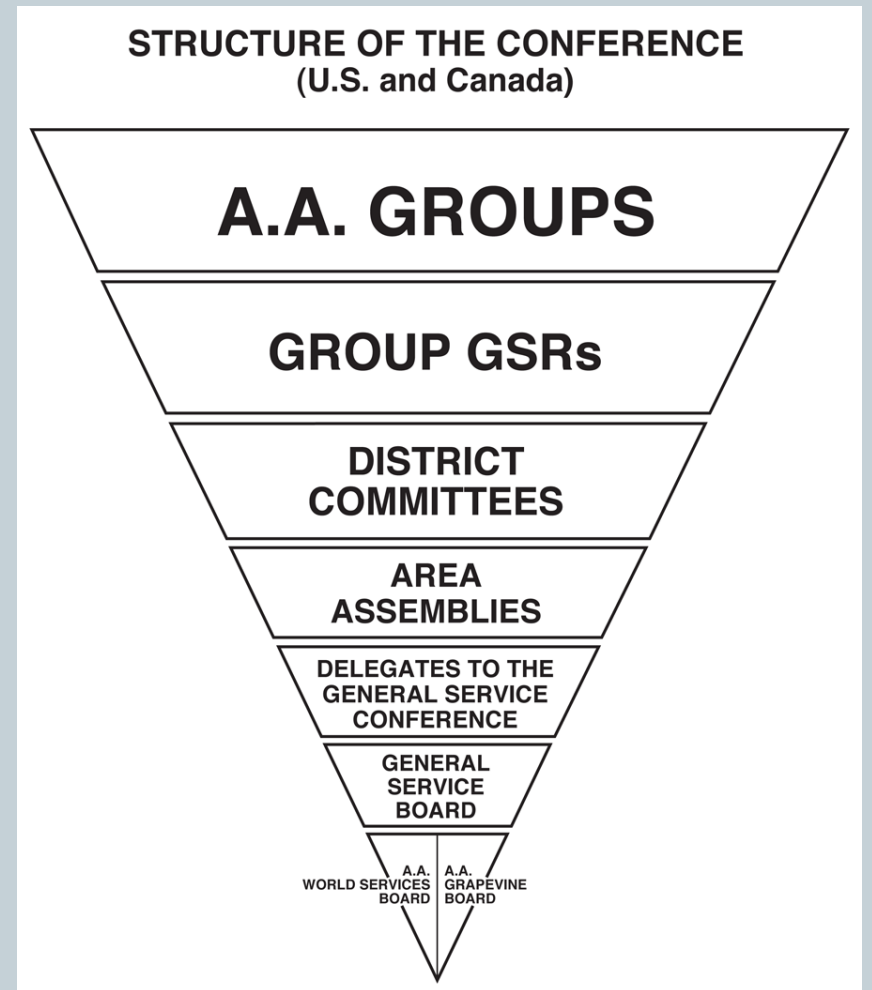 STRUCTURE OF THE CONFERENCE
(U.S. and Canada)
A.A. GROUPS
GROUP GSRs
DISTRICT
COMMITTEES
AREA
ASSEMBLIES
DELEGATES TO THE
GENERAL SERVICE
CONFERENCE
GENERAL
SERVICE
BOARD
A.A.
WORLD SERVICES
BOARD
A.A.
GRAPEVINE
BOARD